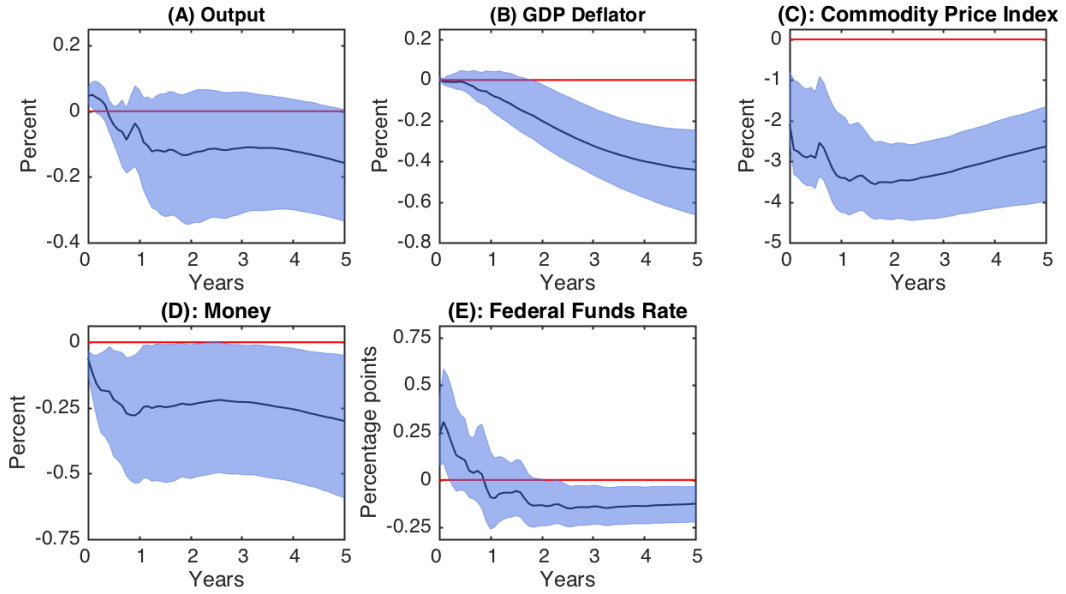 (A) Output
0.2
0
-0.2
-0.4
Percent
0 1 2 3 4 5
Years
(B) GDP Deflator
0.2
0
-0.2
-0.4
-0.6
-0.8
Percent
0 1 2 3 4 5
Years
(C): Commodity Price Index
0
-1
-2
-3
-4
-5
Percent
0 1 2 3 4 5
Years
(D): Money
0
-0.25
-0.5
-0.75
Percent
0 1 2 3 4 5
Years
(E): Federal Funds Rate
0.75
0.5
0.25
0
-0.25
Percentage points
0 1 2 3 4 5
Years